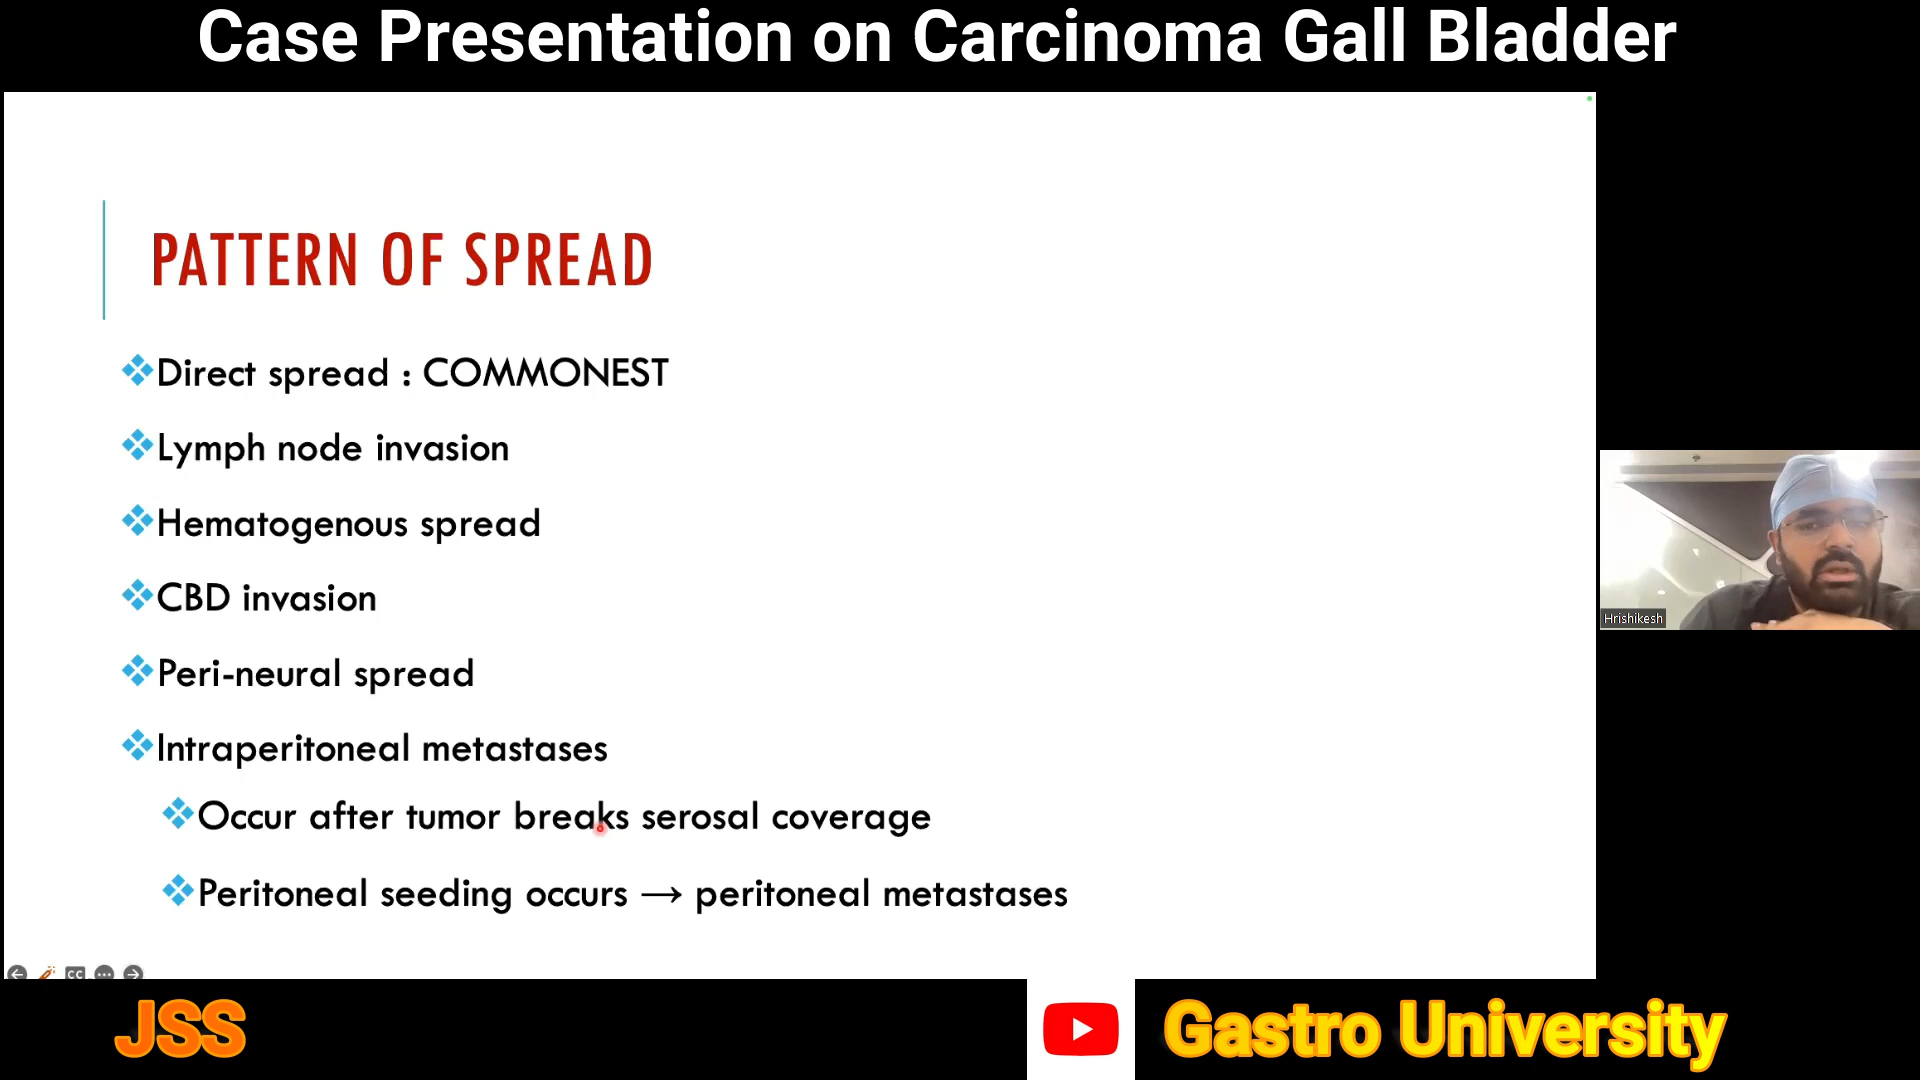 Case Presentation on Carcinoma Gall Bladder
PATTERN OF SPREAD
Direct spread : COMMONEST
Lymph node invasion
Hematogenous spread
CBD invasion
Peri-neural spread
Intraperitoneal metastases
Occur after tumor breaks serosal coverage
Peritoneal seeding occurs → peritoneal metastases
Hrishikesh
CC
JSS
Gastro University